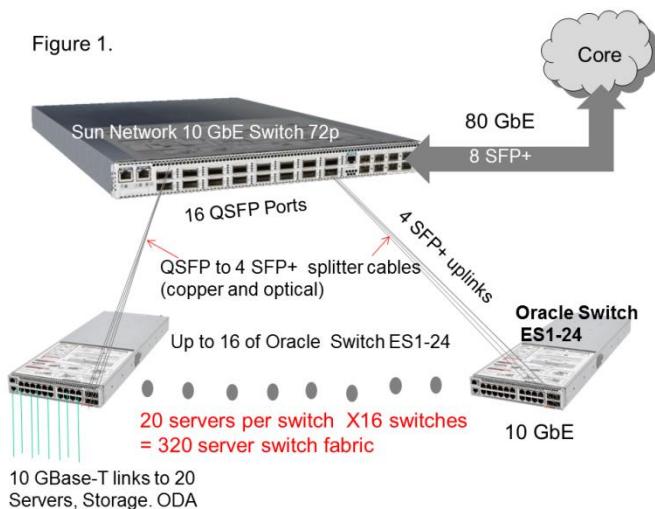 Figure 1.
Core
Sun Network 10 GbE Switch 72p
80 GbE
8 SFP+
16 QSFP Ports
4 SFP+ uplinks
QSFP to 4 SFP+ splitter cables
(copper and optical)
Oracle Switch
ES1-24
Up to 16 of Oracle Switch ES1-24
20 servers per switch X16 switches
= 320 server switch fabric
10 GbE
10 GBase-T links to 20
Servers, Storage. ODA